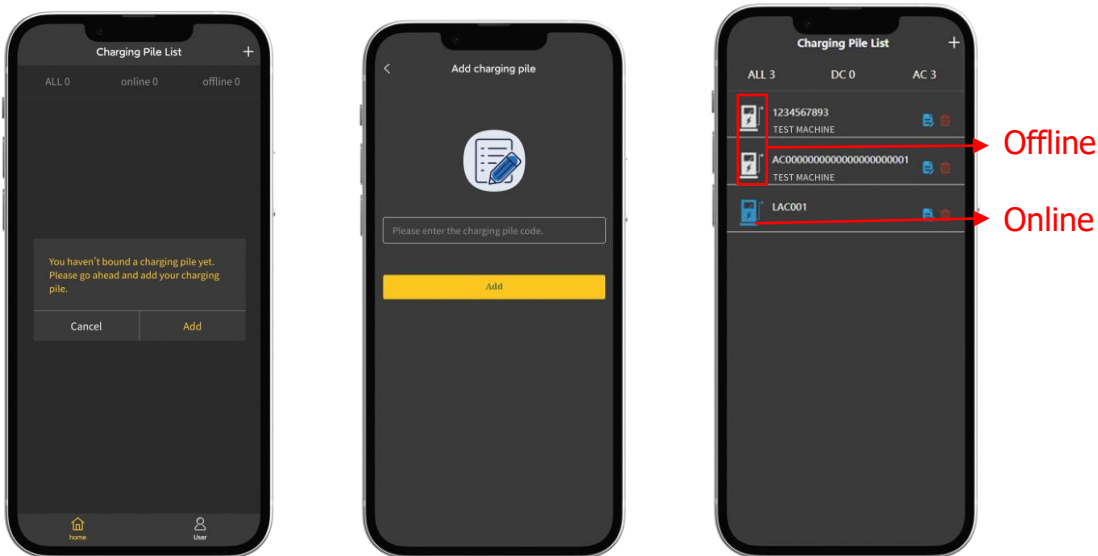 Charging Pile List +
ALL 0 online 0 offline 0
You haven't bound a charging pile yet.
Please go ahead and add your charging
pile.
Cancel Add
home User
Add charging pile
Please enter the charging pile code.
Add
Charging Pile List +
ALL 3 DC 0 AC 3
1234567893
TEST MACHINE
AC0000000000000000000001
TEST MACHINE
LAC001
Offline
Online